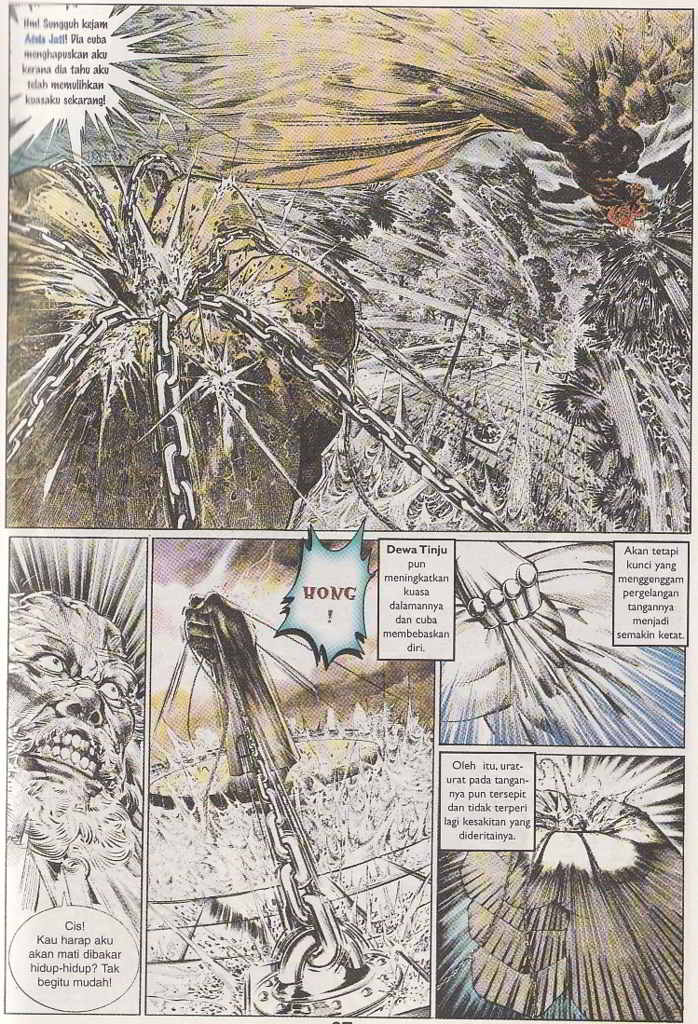 Hm! Sungguh kejam
Adida Jati! Dia cuba
menghapuskan aku
kerana dia tahu aku
telah memulihkan
kuasaku sekarang!
HONG
!
Dewa Tinju
pun
meningkatkan
kuasa
dalamannya
dan cuba
membebaskan
diri.
Akan tetapi
kunci yang
menggenggam
pergelangan
tangannya
menjadi
semakin ketat.
Oleh itu, urat-
urat pada tangan-
nya pun tersepit
dan tidak terperi
lagi kesakitan yang
dideritainya.
Cis!
Kau harap aku
akan mati dibakar
hidup-hidup? Tak
begitu mudah!